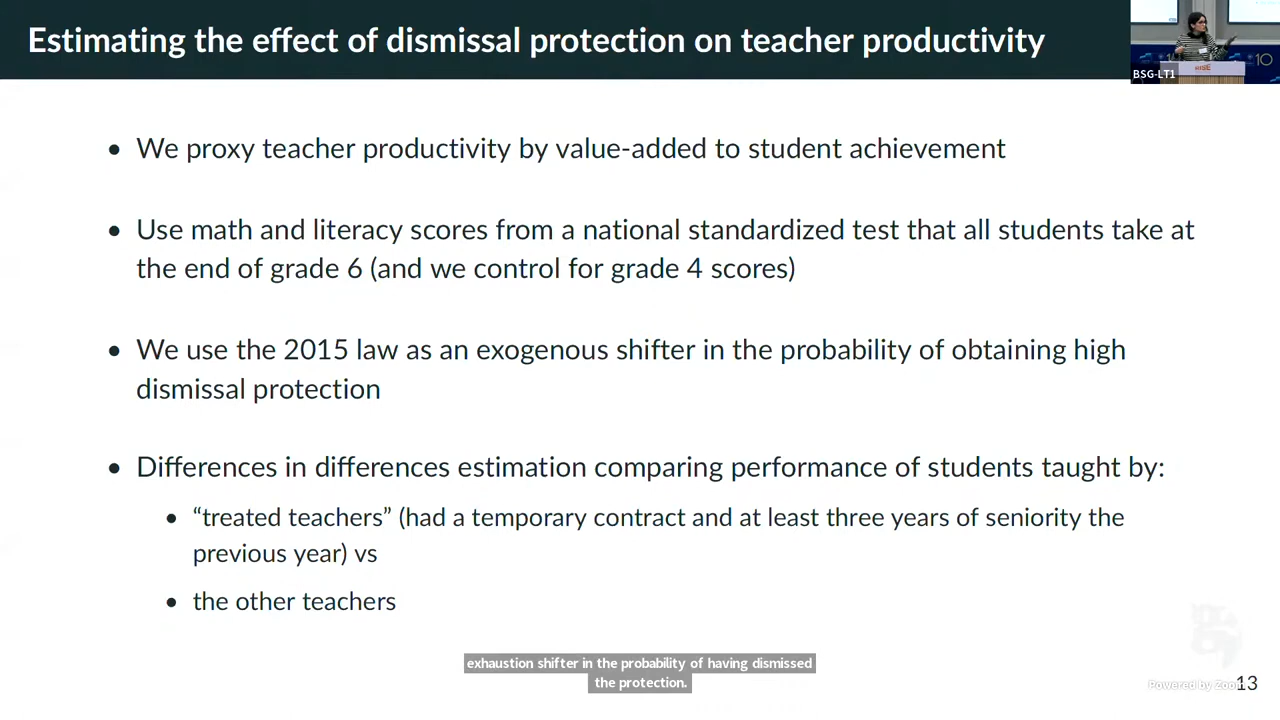 Estimating the effect of dismissal protection on teacher productivity
BSG-LT1
RISE
10
• We proxy teacher productivity by value-added to student achievement
• Use math and literacy scores from a national standardized test that all students take at
the end of grade 6 (and we control for grade 4 scores)
• We use the 2015 law as an exogenous shifter in the probability of obtaining high
dismissal protection
• Differences in differences estimation comparing performance of students taught by:
• “treated teachers” (had a temporary contract and at least three years of seniority the
previous year) vs
• the other teachers
exhaustion shifter in the probability of having dismissed
the protection.
Powered by Zoom
13